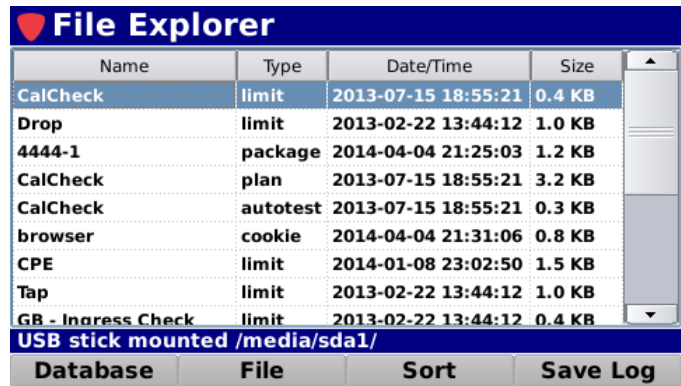 File Explorer
Name Type Date/Time Size
CalCheck limit 2013-07-15 18:55:21 0.4 KB
Drop limit 2013-02-22 13:44:12 1.0 KB
4444-1 package 2014-04-04 21:25:03 1.2 KB
CalCheck plan 2013-07-15 18:55:21 3.2 KB
CalCheck autotest 2013-07-15 18:55:21 0.3 KB
browser cookie 2014-04-04 21:31:06 0.8 KB
CPE limit 2014-01-08 23:02:50 1.5 KB
Tap limit 2013-02-22 13:44:12 1.0 KB
GB - Ingress Check limit 2013-02-22 13:44:12 0.4 KB
USB stick mounted /media/sda1/
Database File Sort Save Log